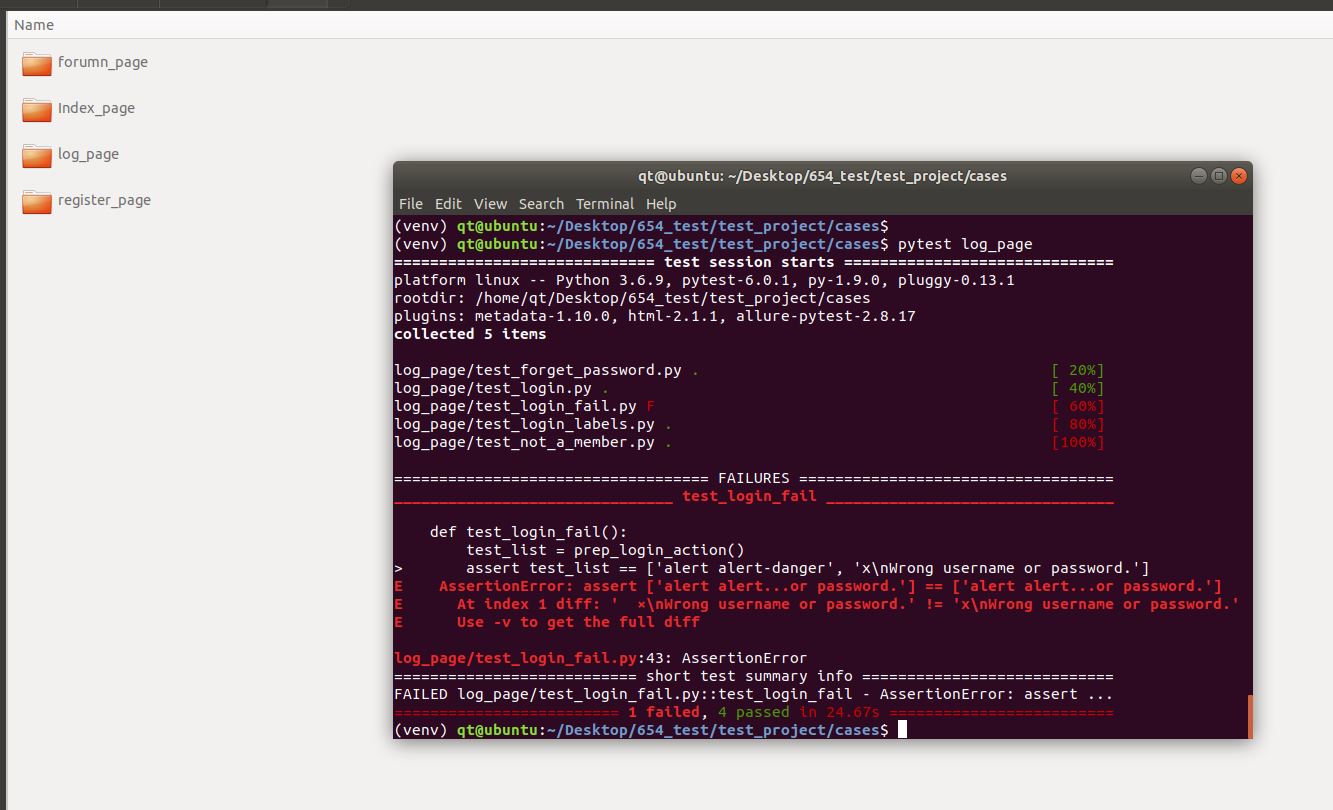 Name
forumn_page
Index_page
log_page
register_page
qt@ubuntu: ~/Desktop/654_test/test_project/cases
File Edit View Search Terminal Help
(venv) qt@ubuntu:~/Desktop/654_test/test_project/cases$
(venv) qt@ubuntu:~/Desktop/654_test/test_project/cases$ pytest log_page
============================= test session starts ==============================
platform linux -- Python 3.6.9, pytest-6.0.1, py-1.9.0, pluggy-0.13.1
rootdir: /home/qt/Desktop/654_test/test_project/cases
plugins: metadata-1.10.0, html-2.1.1, allure-pytest-2.8.17
collected 5 items
log_page/test_forget_password.py . [ 20%]
log_page/test_login.py . [ 40%]
log_page/test_login_fail.py F [ 60%]
log_page/test_login_labels.py . [ 80%]
log_page/test_not_a_member.py . [100%]
=================================== FAILURES ===================================
_______________________________ test_login_fail ________________________________
def test_login_fail():
test_list = prep_login_action()
> assert test_list == ['alert alert-danger', 'x\nWrong username or password.']
E AssertionError: assert ['alert alert...or password.'] == ['alert alert...or password.']
E At index 1 diff: '  ×\nWrong username or password.' != 'x\nWrong username or password.'
E Use -v to get the full diff
log_page/test_login_fail.py:43: AssertionError
=========================== short test summary info ============================
FAILED log_page/test_login_fail.py::test_login_fail - AssertionError: assert ...
========================= 1 failed, 4 passed in 24.67s =========================
(venv) qt@ubuntu:~/Desktop/654_test/test_project/cases$